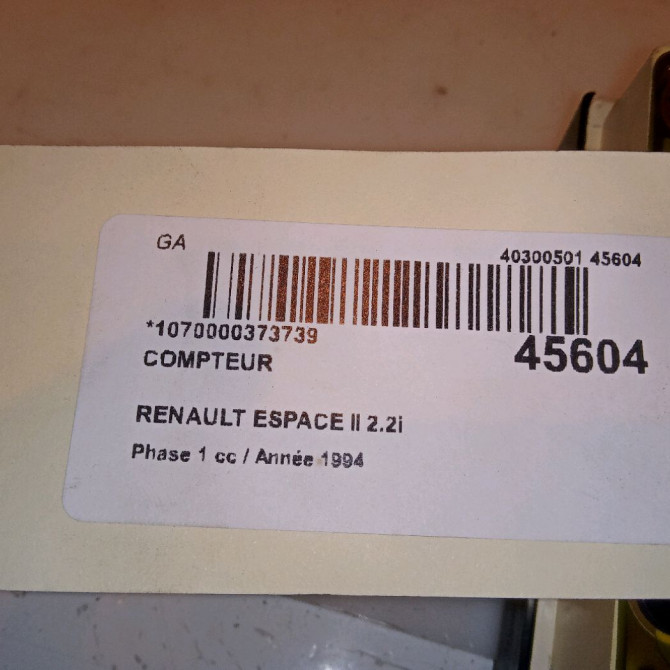 GA
40300501 45604
*1070000373739
45604
COMPTEUR
RENAULT ESPACE II 2.2i
Phase 1 cc / Année 1994